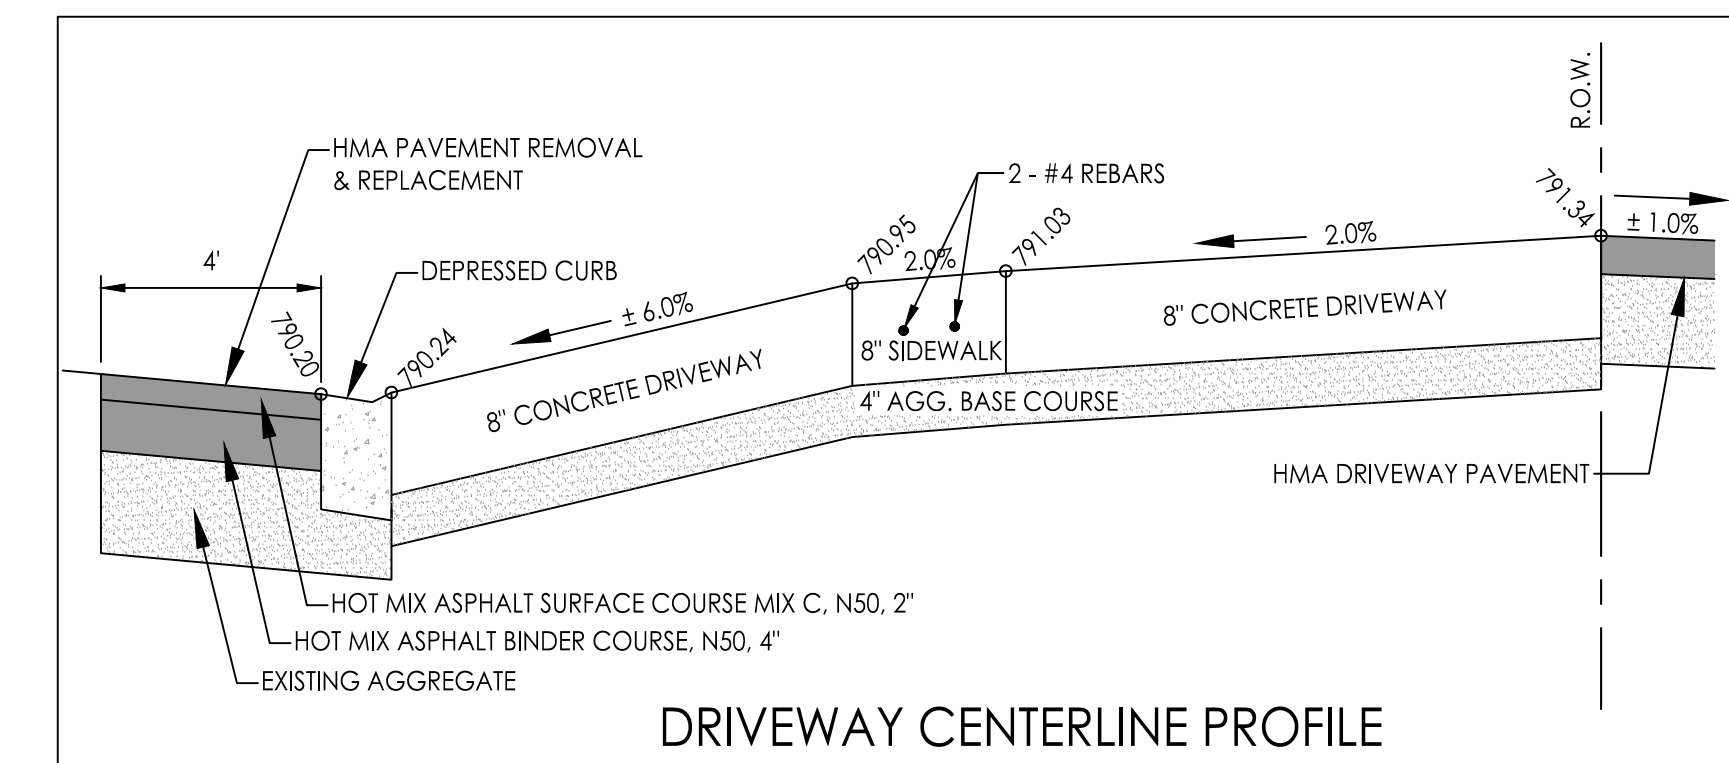 R.O.W.
HMA PAVEMENT REMOVAL
& REPLACEMENT
2 - #4 REBARS
791.34
± 1.0%
4'
DEPRESSED CURB
790.95
2.0%
791.03
2.0%
790.20
790.24
± 6.0%
8" CONCRETE DRIVEWAY
8" SIDEWALK
8" CONCRETE DRIVEWAY
4" AGG. BASE COURSE
HMA DRIVEWAY PAVEMENT
HOT MIX ASPHALT SURFACE COURSE MIX C, N50, 2"
HOT MIX ASPHALT BINDER COURSE, N50, 4"
EXISTING AGGREGATE
DRIVEWAY CENTERLINE PROFILE